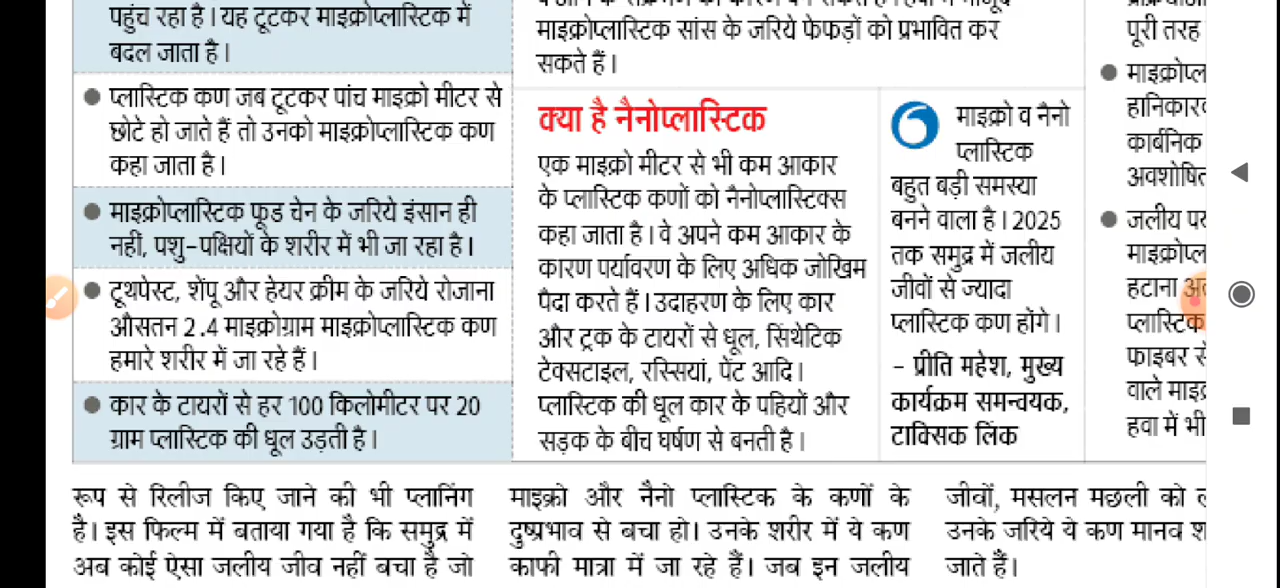 पहुंच रहा है। यह टूटकर माइक्रोप्लास्टिक में
बदल जाता है।
प्लास्टिक कण जब टूटकर पांच माइक्रो मीटर से
छोटे हो जाते हैं तो उनको माइक्रोप्लास्टिक कण
कहा जाता है।
माइक्रोप्लास्टिक फूड चेन के जरिये इंसान ही
नहीं, पशु-पक्षियों के शरीर में भी जा रहा है।
टूथपेस्ट, शेंपू और हेयर क्रीम के जरिये रोजाना
औसतन 2.4 माइक्रोग्राम माइक्रोप्लास्टिक कण
हमारे शरीर में जा रहे हैं।
कार के टायरों से हर 100 किलोमीटर पर 20
ग्राम प्लास्टिक की धूल उड़ती है।
माइक्रोप्लास्टिक सांस के जरिये फेफड़ों को प्रभावित कर
सकते हैं।
क्या है नैनोप्लास्टिक
एक माइक्रो मीटर से भी कम आकार
के प्लास्टिक कणों को नैनोप्लास्टिक्स
कहा जाता है। वे अपने कम आकार के
कारण पर्यावरण के लिए अधिक जोखिम
पैदा करते हैं। उदाहरण के लिए कार
और ट्रक के टायरों से धूल, सिंथेटिक
टेक्सटाइल, रस्सियां, पेंट आदि।
प्लास्टिक की धूल कार के पहियों और
सड़क के बीच घर्षण से बनती है।
माइक्रो व नैनो
प्लास्टिक
बहुत बड़ी समस्या
बनने वाला है। 2025
तक समुद्र में जलीय
जीवों से ज्यादा
प्लास्टिक कण होंगे।
- प्रीति महेश, मुख्य
कार्यक्रम समन्वयक,
टाक्सिक लिंक
पूरी तरह
माइक्रोप्ल
हानिकारक
कार्बनिक
अवशोषित
जलीय पर
माइक्रोप्ल
हटाना
प्लास्टिक
फाइबर से
वाले माइक्र
हवा में भी
रूप से रिलीज किए जाने की भी प्लानिंग
है। इस फिल्म में बताया गया है कि समुद्र में
अब कोई ऐसा जलीय जीव नहीं बचा है जो
माइक्रो और नैनो प्लास्टिक के कणों के
दुष्प्रभाव से बचा हो। उनके शरीर में ये कण
काफी मात्रा में जा रहे हैं। जब इन जलीय
जीवों, मसलन मछली को
उनके जरिये ये कण मानव
जाते हैं।